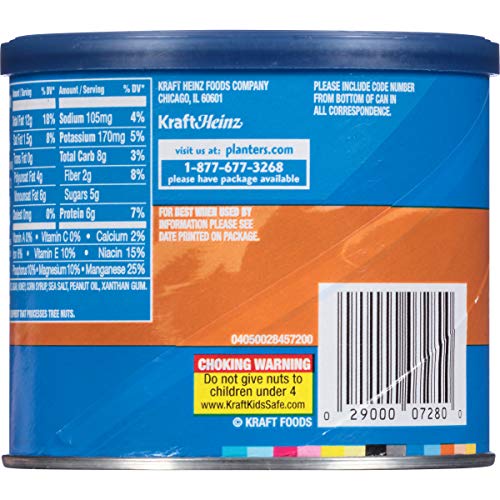 Amount / Serving % DV* Amount / Serving % DV*
Total Fat 12g 18% Sodium 105mg 4%
Sat Fat 1.5g 8% Potassium 170mg 5%
Trans Fat 0g Total Carb 8g 3%
Polyunsat Fat 4g Fiber 2g 8%
Monounsat Fat 6g Sugars 5g
Cholest 0mg 0% Protein 6g 7%
Vitamin A 0% • Vitamin C 0% • Calcium 2%
Iron 6% • Vitamin E 10% • Niacin 15%
Phosphorus 10% • Magnesium 10% • Manganese 25%
HONEY, CORN SYRUP, SEA SALT, PEANUT OIL, XANTHAN GUM.
THAT PROCESSES TREE NUTS.
KRAFT HEINZ FOODS COMPANY
CHICAGO, IL 60601
KraftHeinz
visit us at: planters.com
1-877-677-3268
please have package available
PLEASE INCLUDE CODE NUMBER
FROM BOTTOM OF CAN IN
ALL CORRESPONDENCE.
FOR BEST WHEN USED BY
INFORMATION PLEASE SEE
DATE PRINTED ON PACKAGE.
04050028457200
CHOKING WARNING
Do not give nuts to
children under 4
www.KraftKidsSafe.com
© KRAFT FOODS
0 29000 07280 0